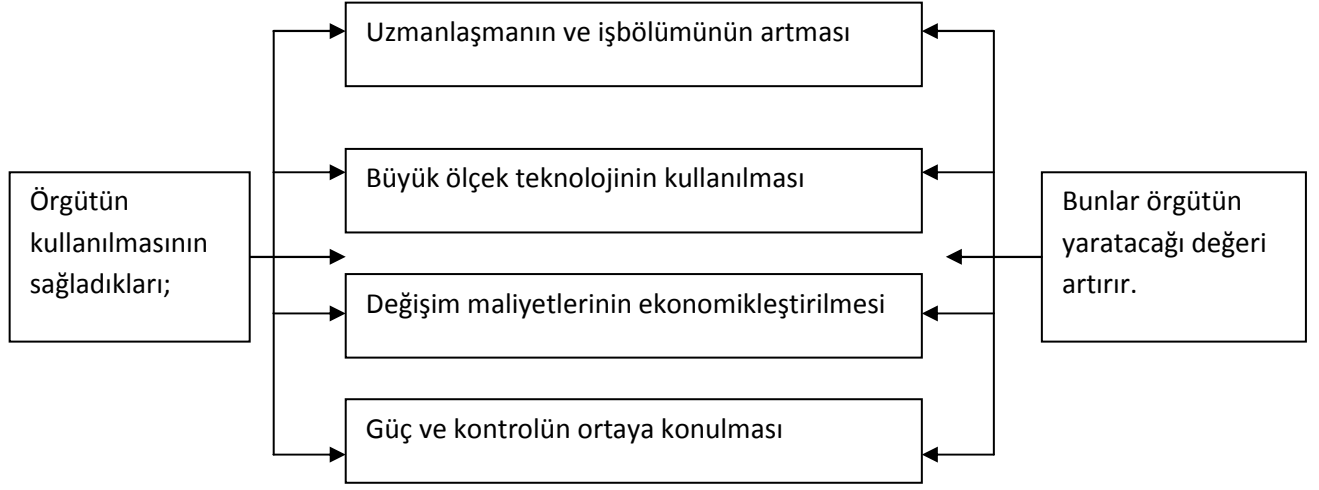 Örgütün
kullanılmasının
sağladıkları;
Uzmanlaşmanın ve işbölümünün artması
Büyük ölçek teknolojinin kullanılması
Değişim maliyetlerinin ekonomikleştirilmesi
Güç ve kontrolün ortaya konulması
Bunlar örgütün
yaratacağı değeri
artırır.